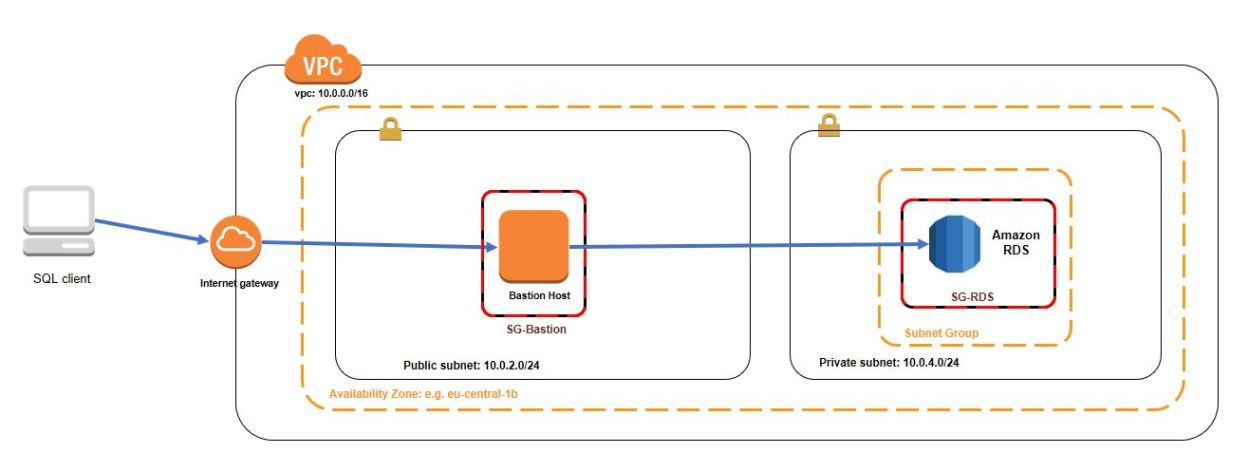 VPC
vpc: 10.0.0.0/16
SQL client
Internet gateway
Bastion Host
SG-Bastion
Public subnet: 10.0.2.0/24
Availability Zone: e.g. eu-central-1b
Amazon
RDS
SG-RDS
Subnet Group
Private subnet: 10.0.4.0/24